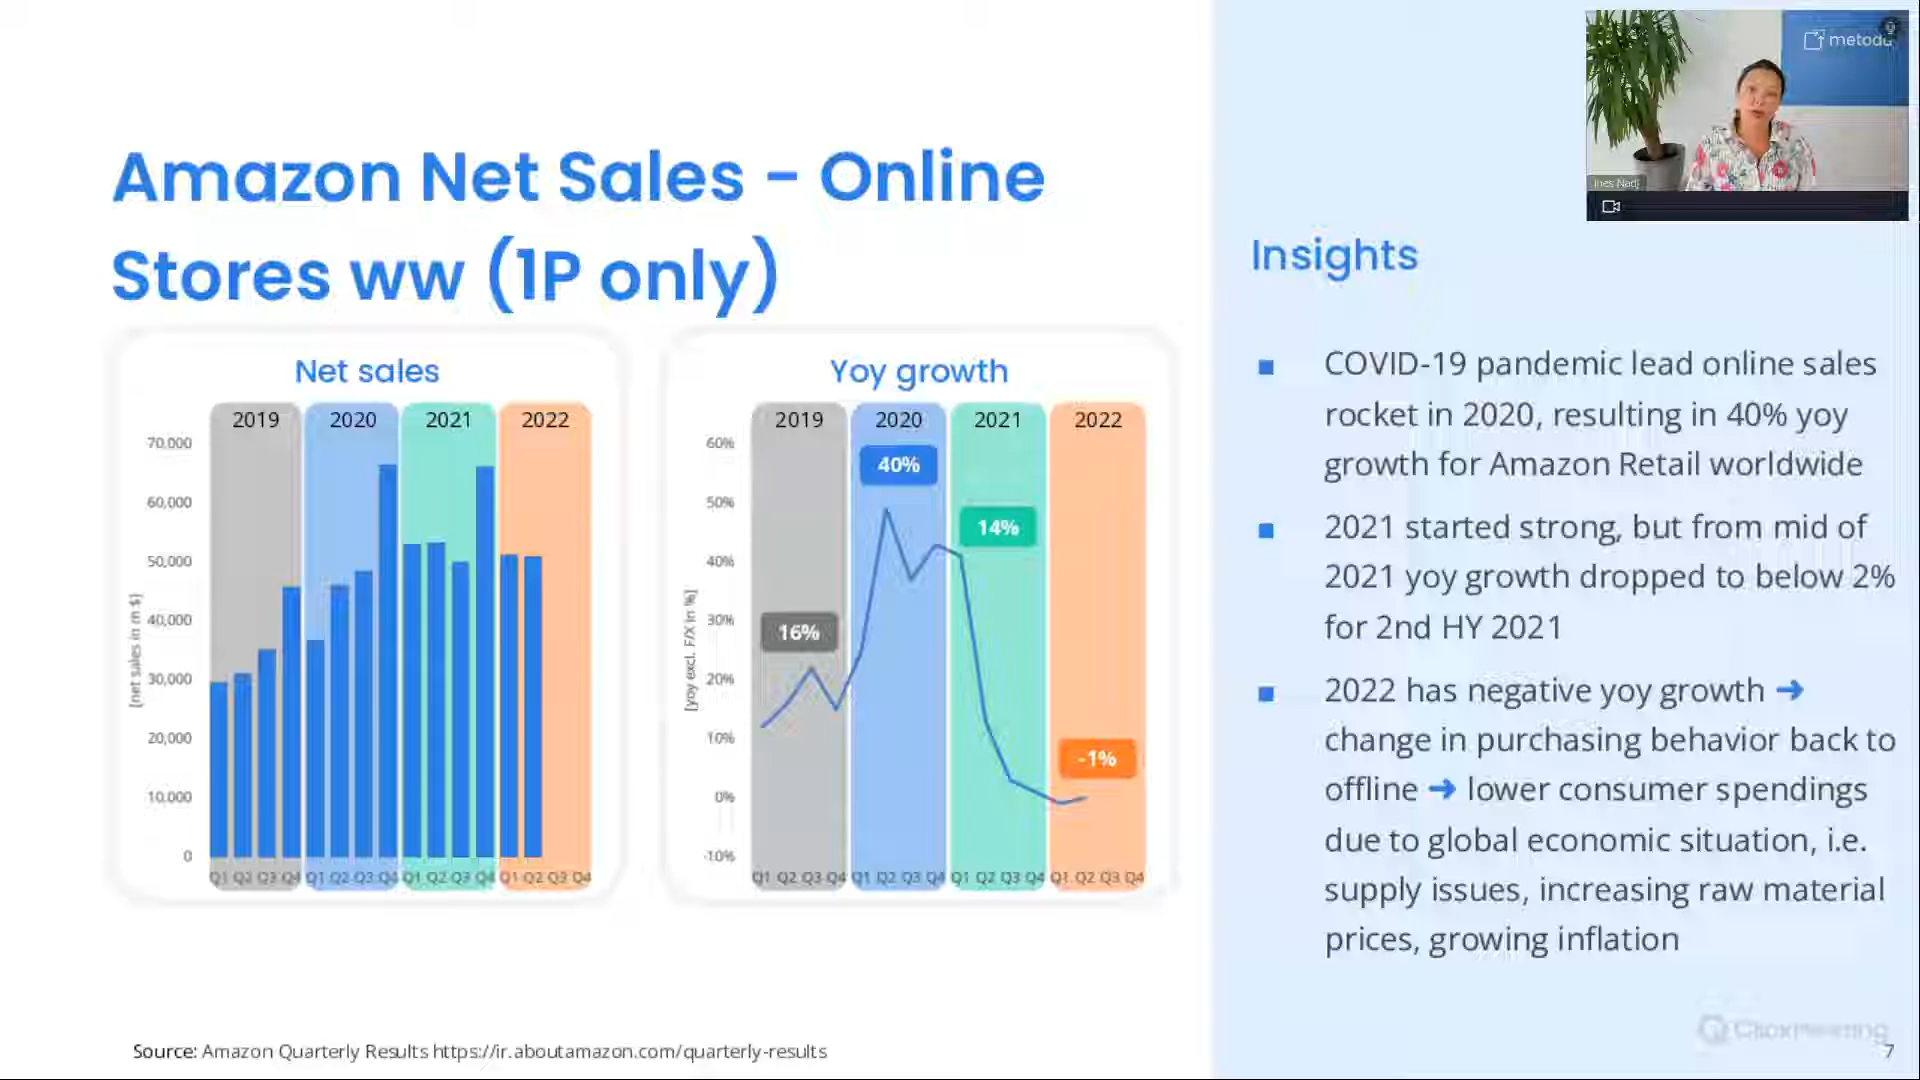 metoda
Ines Nadj
Amazon Net Sales - Online
Stores ww (1P only)
Net sales
2019 2020 2021 2022
70,000
60,000
50,000
40,000
30,000
20,000
10,000
0
[net sales in m $]
Q1 Q2 Q3 Q4 Q1 Q2 Q3 Q4 Q1 Q2 Q3 Q4 Q1 Q2 Q3 Q4
Yoy growth
2019 2020 2021 2022
60%
50%
40%
30%
20%
10%
0%
-10%
[yoy excl. F/X in %]
16%
40%
14%
-1%
Q1 Q2 Q3 Q4 Q1 Q2 Q3 Q4 Q1 Q2 Q3 Q4 Q1 Q2 Q3 Q4
Insights
COVID-19 pandemic lead online sales
rocket in 2020, resulting in 40% yoy
growth for Amazon Retail worldwide
2021 started strong, but from mid of
2021 yoy growth dropped to below 2%
for 2nd HY 2021
2022 has negative yoy growth ➜
change in purchasing behavior back to
offline ➜ lower consumer spendings
due to global economic situation, i.e.
supply issues, increasing raw material
prices, growing inflation
Source: Amazon Quarterly Results https://ir.aboutamazon.com/quarterly-results
ClickMeeting
7